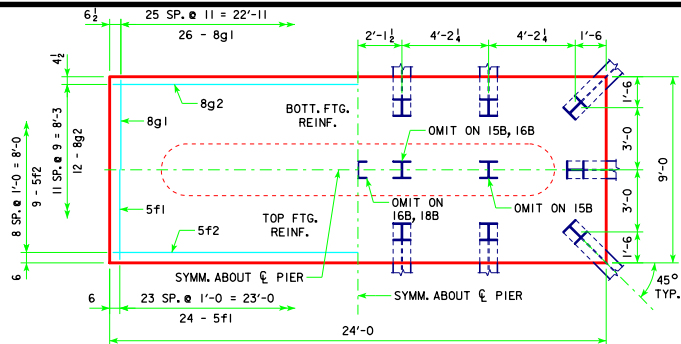 6½ 25 SP. @ 11 = 22'-11
26 - 8g1
2'-1½ 4'-2¼ 4'-2¼ 1'-6
4½
8g2
BOTT. FTG.
REINF.
8g1
1'-6
8 SP. @ 1'-0 = 8'-0
9 - 5f2
11 SP. @ 9 = 8'-3
12 - 8g2
OMIT ON 15B, 16B
3'-0
9'-0
OMIT ON
16B, 18B
OMIT ON 15B
5f1
TOP FTG.
REINF.
3'-0
5f2
1'-6
6
SYMM. ABOUT ℄ PIER
SYMM. ABOUT ℄ PIER
45°
TYP.
6 23 SP. @ 1'-0 = 23'-0
24 - 5f1
24'-0